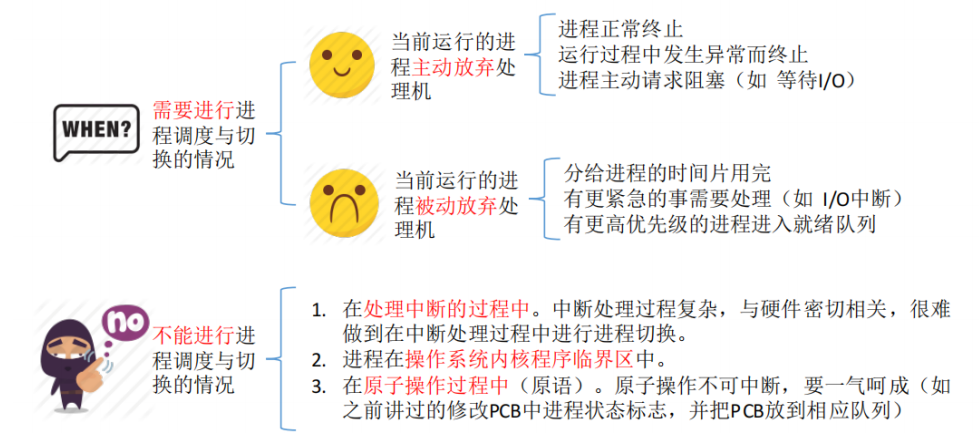 WHEN?
需要进行进
程调度与切
换的情况
当前运行的进
程主动放弃处
理机
进程正常终止
运行过程中发生异常而终止
进程主动请求阻塞（如 等待I/O）
当前运行的进
程被动放弃处
理机
分给进程的时间片用完
有更紧急的事需要处理（如 I/O中断）
有更高优先级的进程进入就绪队列
no
不能进行进
程调度与切
换的情况
1. 在处理中断的过程中。中断处理过程复杂，与硬件密切相关，很难
做到在中断处理过程中进行进程切换。
2. 进程在操作系统内核程序临界区中。
3. 在原子操作过程中（原语）。原子操作不可中断，要一气呵成（如
之前讲过的修改PCB中进程状态标志，并把PCB放到相应队列）